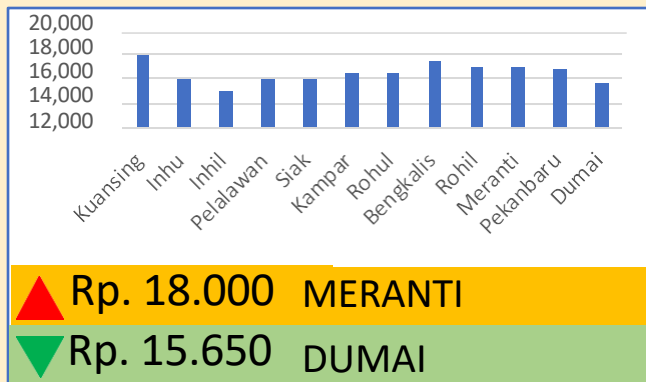 20,000
18,000
16,000
14,000
12,000
Kuansing
Inhu
Inhil
Pelalawan
Siak
Kampar
Rohul
Bengkalis
Rohil
Meranti
Pekanbaru
Dumai
Rp. 18.000 MERANTI
Rp. 15.650 DUMAI